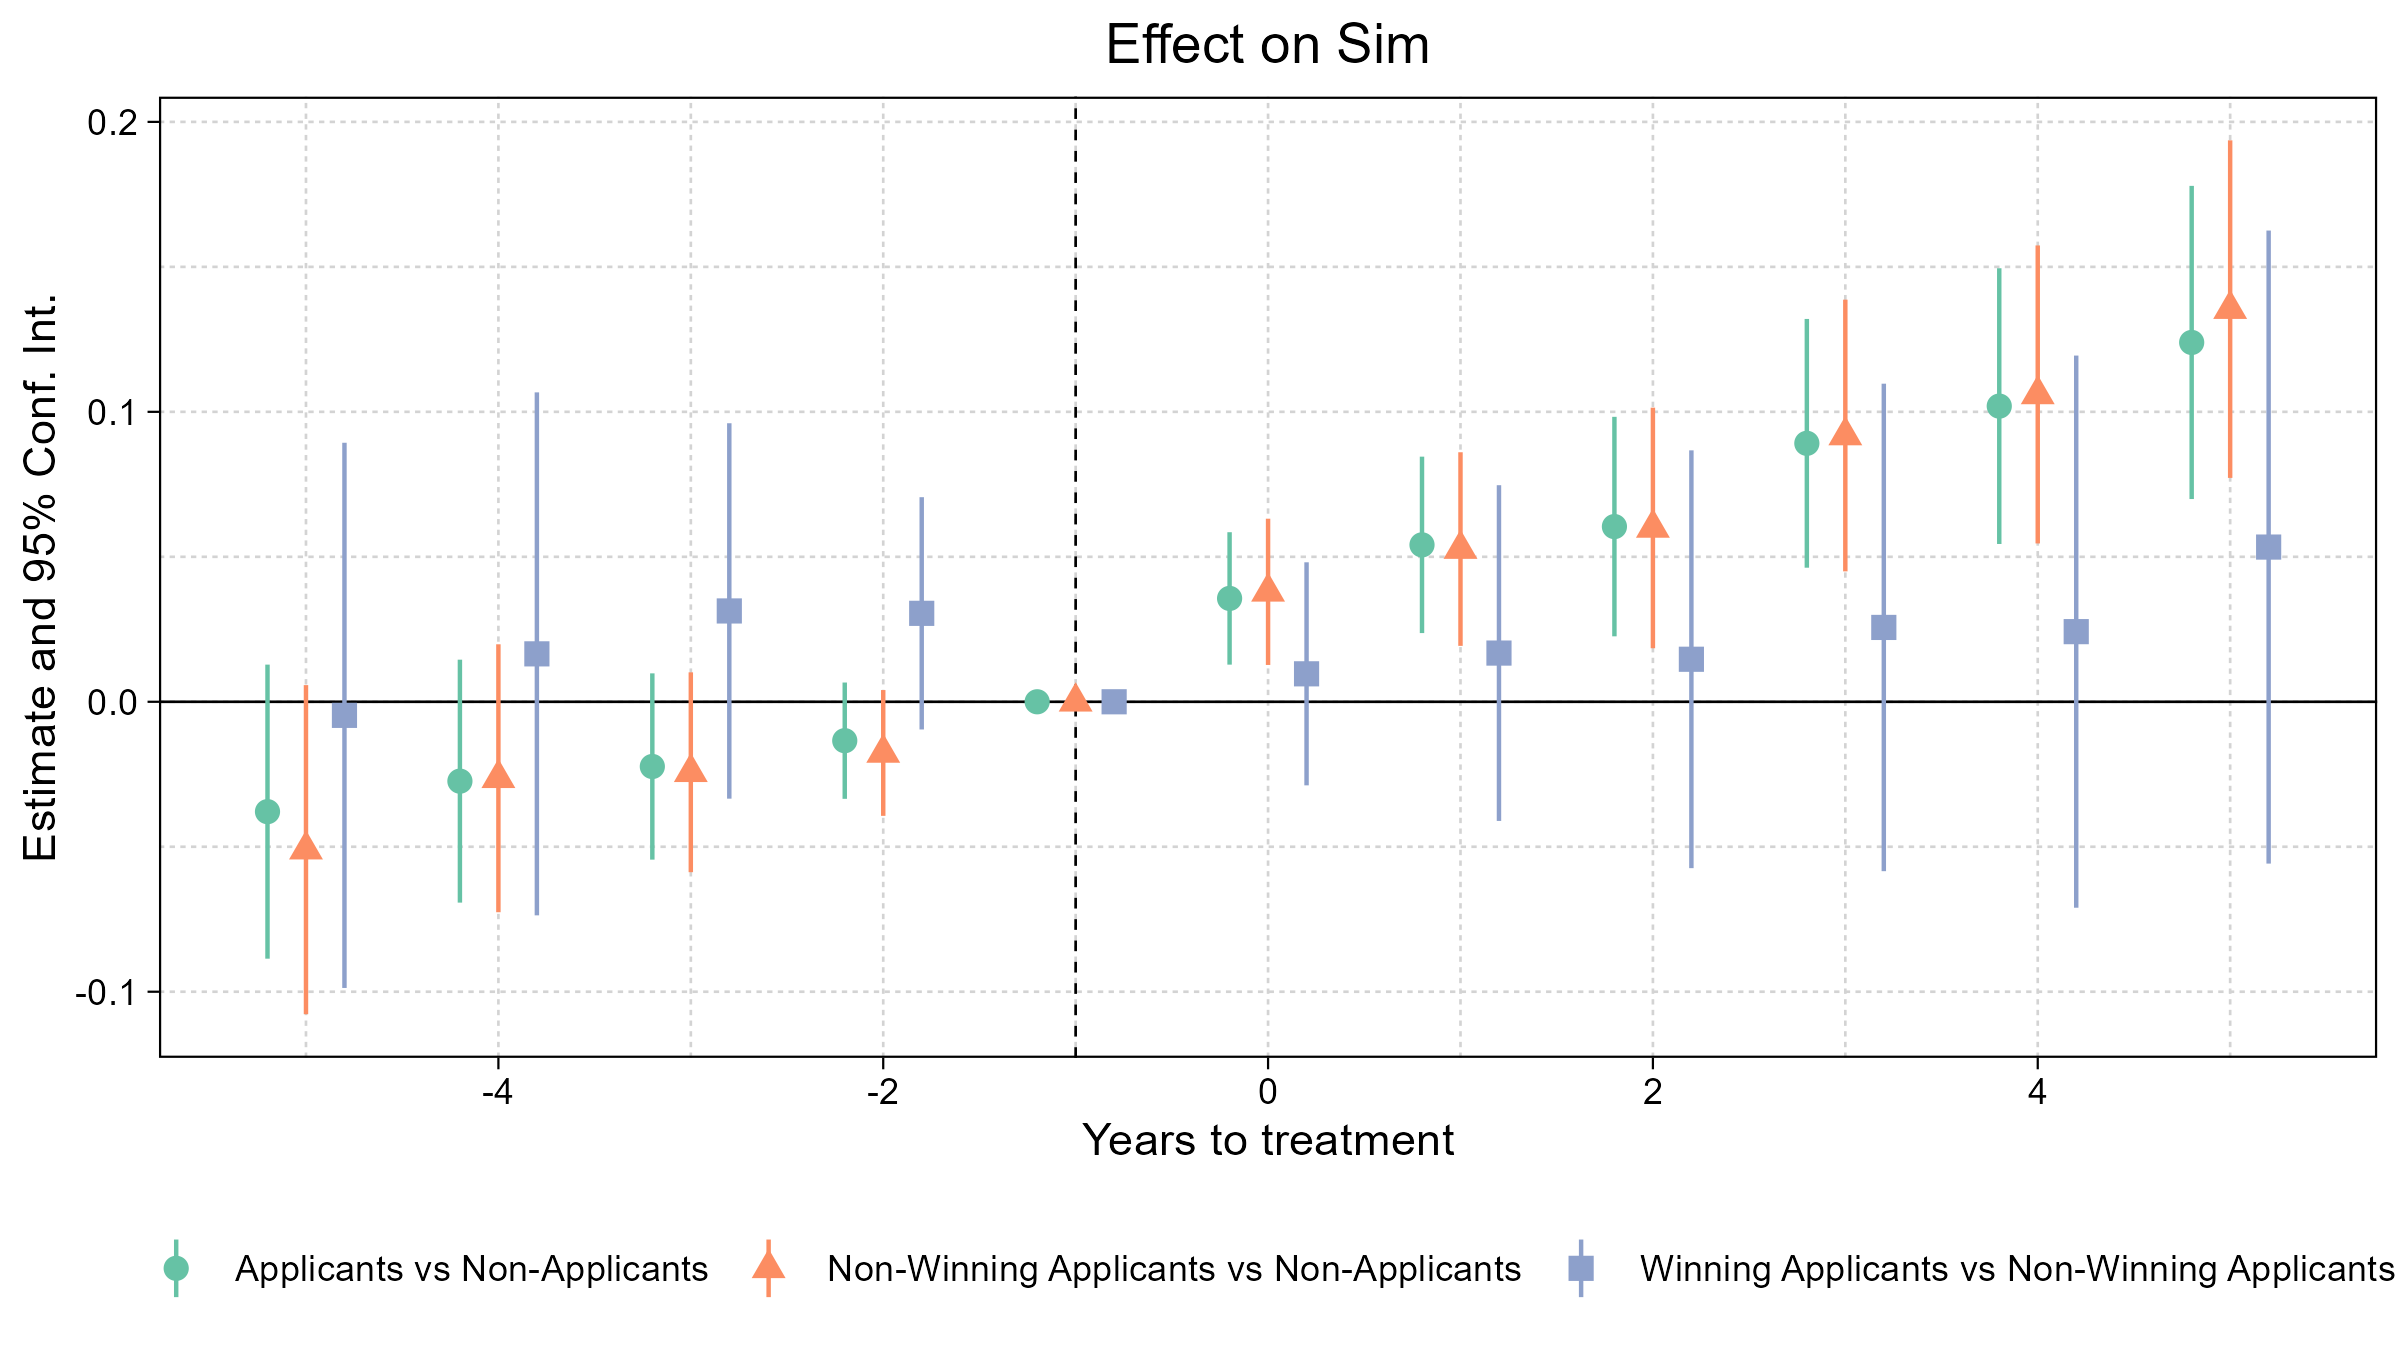 Effect on Sim
Estimate and 95% Conf. Int.
0.2
0.1
0.0
-0.1
-4 -2 0 2 4
Years to treatment
Applicants vs Non-Applicants Non-Winning Applicants vs Non-Applicants Winning Applicants vs Non-Winning Applicants